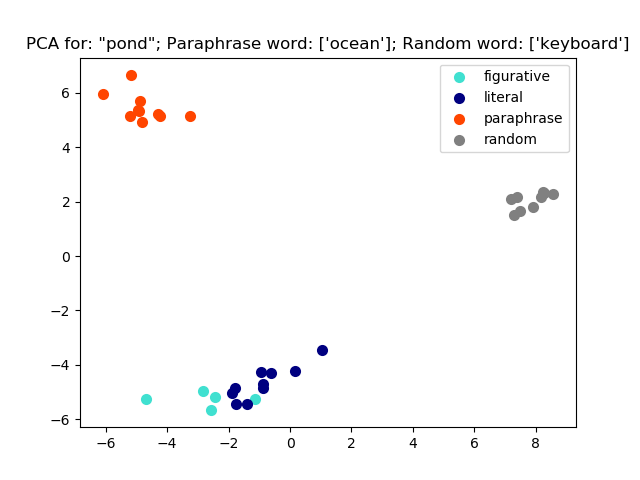 PCA for: "pond"; Paraphrase word: ['ocean']; Random word: ['keyboard']
figurative
literal
paraphrase
random
6
4
2
0
−2
−4
−6
−6 −4 −2 0 2 4 6 8